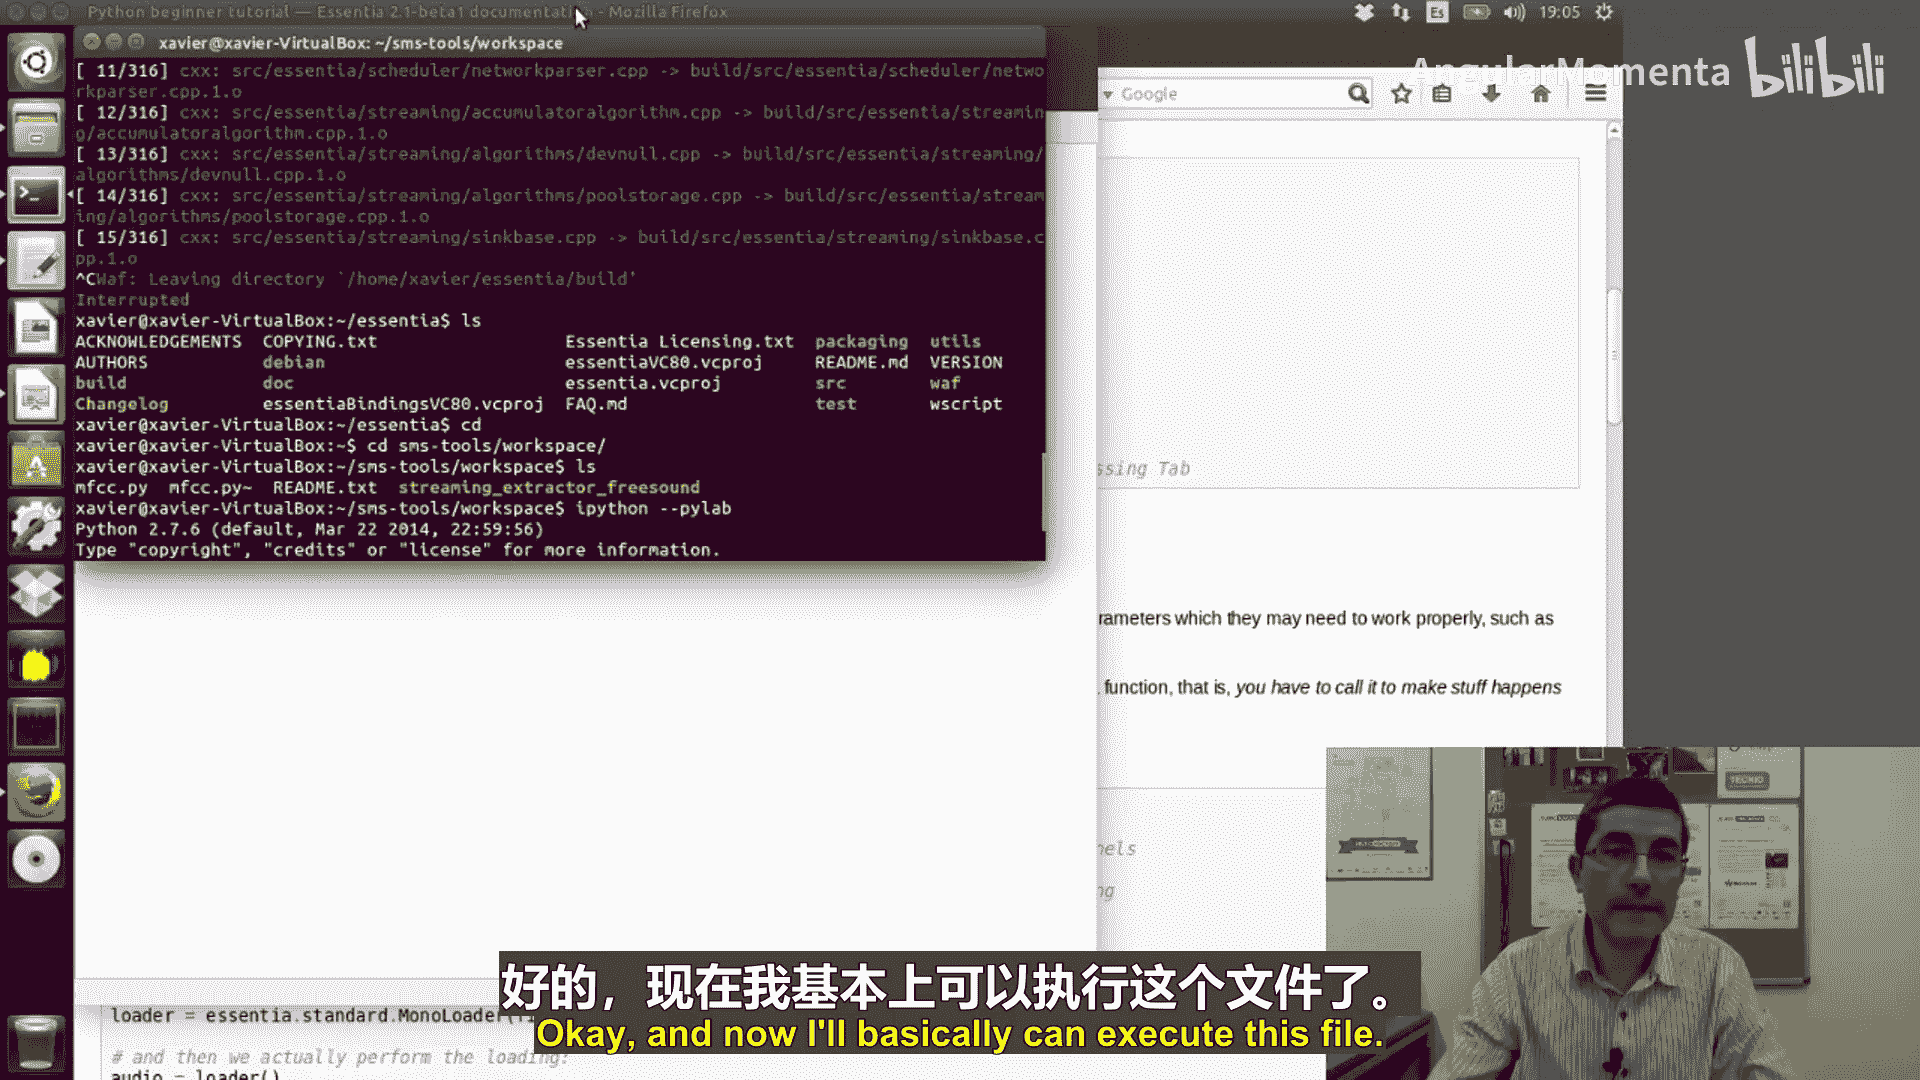 Python beginner tutorial — Essentia 2.1-beta1 documentation - Mozilla Firefox
Es
19:05
xavier@xavier-VirtualBox: ~/sms-tools/workspace
AngularMomenta bilibili
Google
[ 11/316] cxx: src/essentia/scheduler/networkparser.cpp -> build/src/essentia/scheduler/netwo
rkparser.cpp.1.o
[ 12/316] cxx: src/essentia/streaming/accumulatoralgorithm.cpp -> build/src/essentia/streamin
g/accumulatoralgorithm.cpp.1.o
[ 13/316] cxx: src/essentia/streaming/algorithms/devnull.cpp -> build/src/essentia/streaming/
algorithms/devnull.cpp.1.o
[ 14/316] cxx: src/essentia/streaming/algorithms/poolstorage.cpp -> build/src/essentia/stream
ing/algorithms/poolstorage.cpp.1.o
[ 15/316] cxx: src/essentia/streaming/sinkbase.cpp -> build/src/essentia/streaming/sinkbase.c
pp.1.o
^CWaf: Leaving directory `/home/xavier/essentia/build'
Interrupted
xavier@xavier-VirtualBox:~/essentia$ ls
ACKNOWLEDGEMENTS COPYING.txt Essentia Licensing.txt packaging utils
AUTHORS debian essentiaVC80.vcproj README.md VERSION
build doc essentia.vcproj src waf
Changelog essentiaBindingsVC80.vcproj FAQ.md test wscript
xavier@xavier-VirtualBox:~/essentia$ cd
xavier@xavier-VirtualBox:~$ cd sms-tools/workspace/
xavier@xavier-VirtualBox:~/sms-tools/workspace$ ls
mfcc.py mfcc.py~ README.txt streaming_extractor_freesound
xavier@xavier-VirtualBox:~/sms-tools/workspace$ ipython --pylab
Python 2.7.6 (default, Mar 22 2014, 22:59:56)
Type "copyright", "credits" or "license" for more information.
ssing Tab
rameters which they may need to work properly, such as
function, that is, you have to call it to make stuff happens
nels
ng
TECNIO
好的，现在我基本上可以执行这个文件了。
Okay, and now I'll basically can execute this file.
loader = essentia.standard.MonoLoader(
# and then we actually perform the loading:
audio = loader()